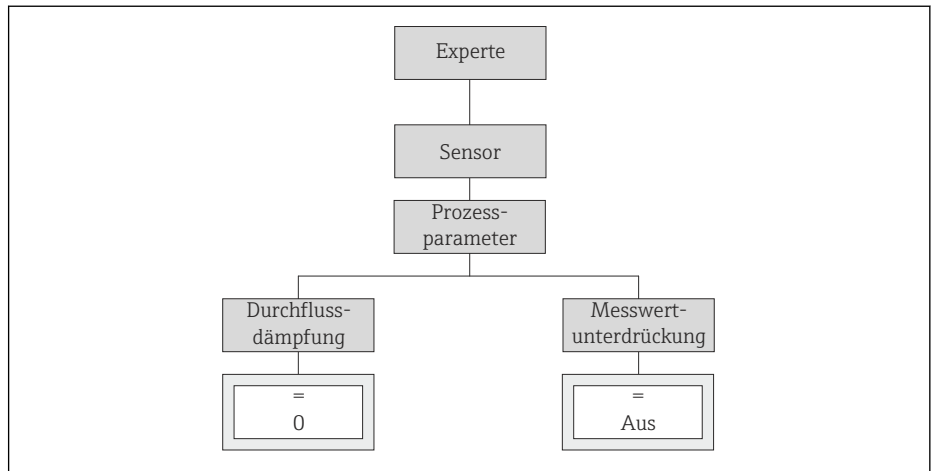 Experte
Sensor
Prozess-
parameter
Durchfluss-
dämpfung
=
0
Messwert-
unterdrückung
=
Aus